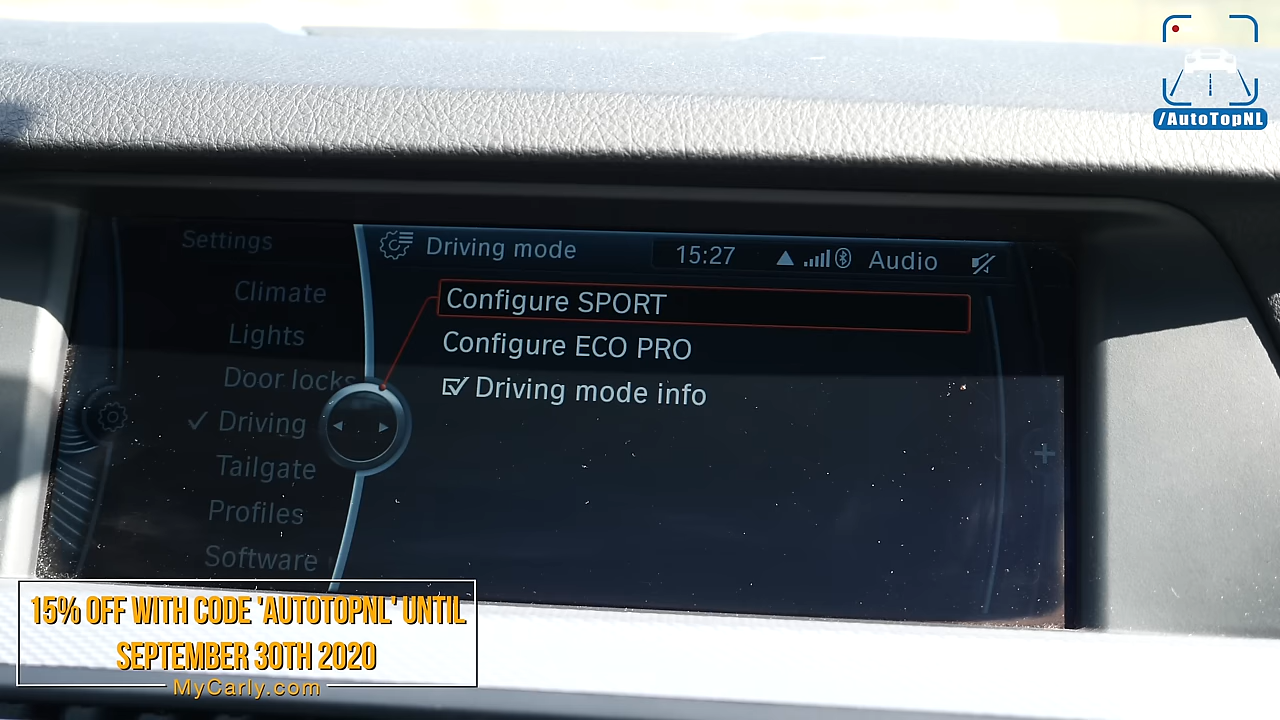 /AutoTopNL
Settings
Driving mode
15:27
Audio
Climate
Lights
Door locks
Driving
Tailgate
Profiles
Software
Configure SPORT
Configure ECO PRO
Driving mode info
15% OFF WITH CODE 'AUTOTOPNL' UNTIL
SEPTEMBER 30TH 2020
MyCarly.com